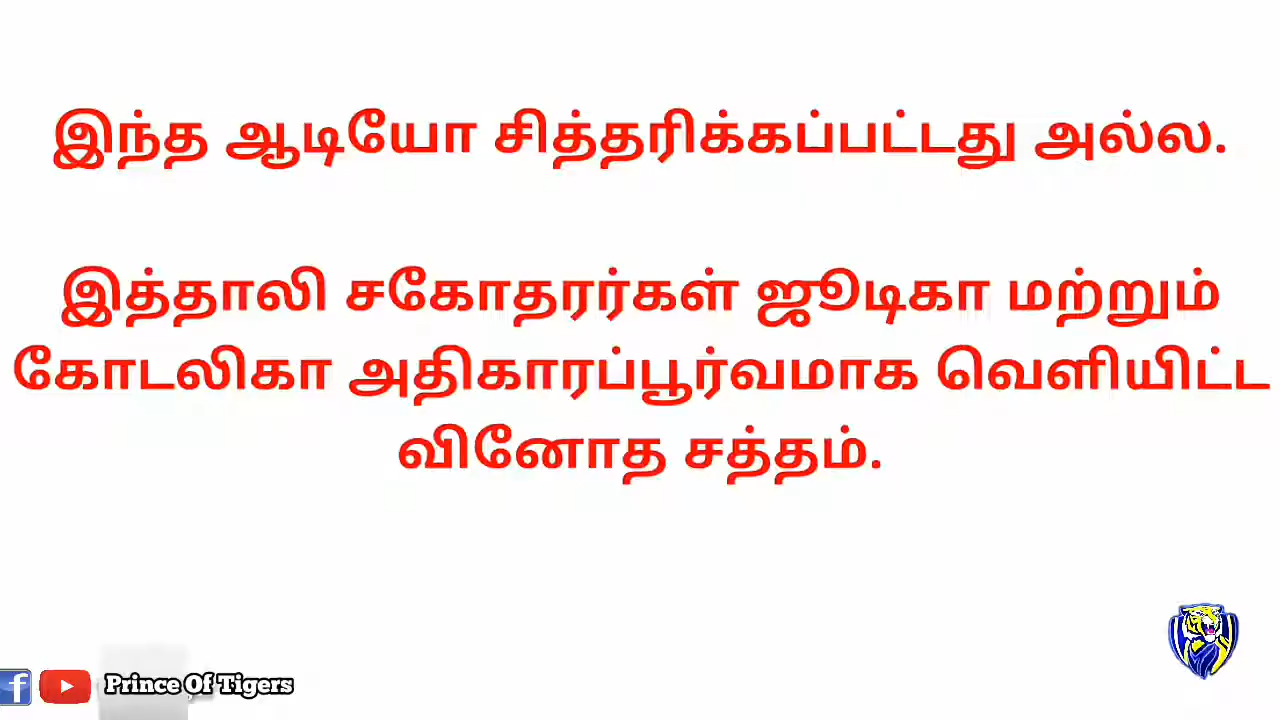 இந்த ஆடியோ சித்தரிக்கப்பட்டது அல்ல.
இத்தாலி சகோதரர்கள் ஜூடிகா மற்றும்
கோடலிகா அதிகாரப்பூர்வமாக வெளியிட்ட
வினோத சத்தம்.
Prince Of Tigers